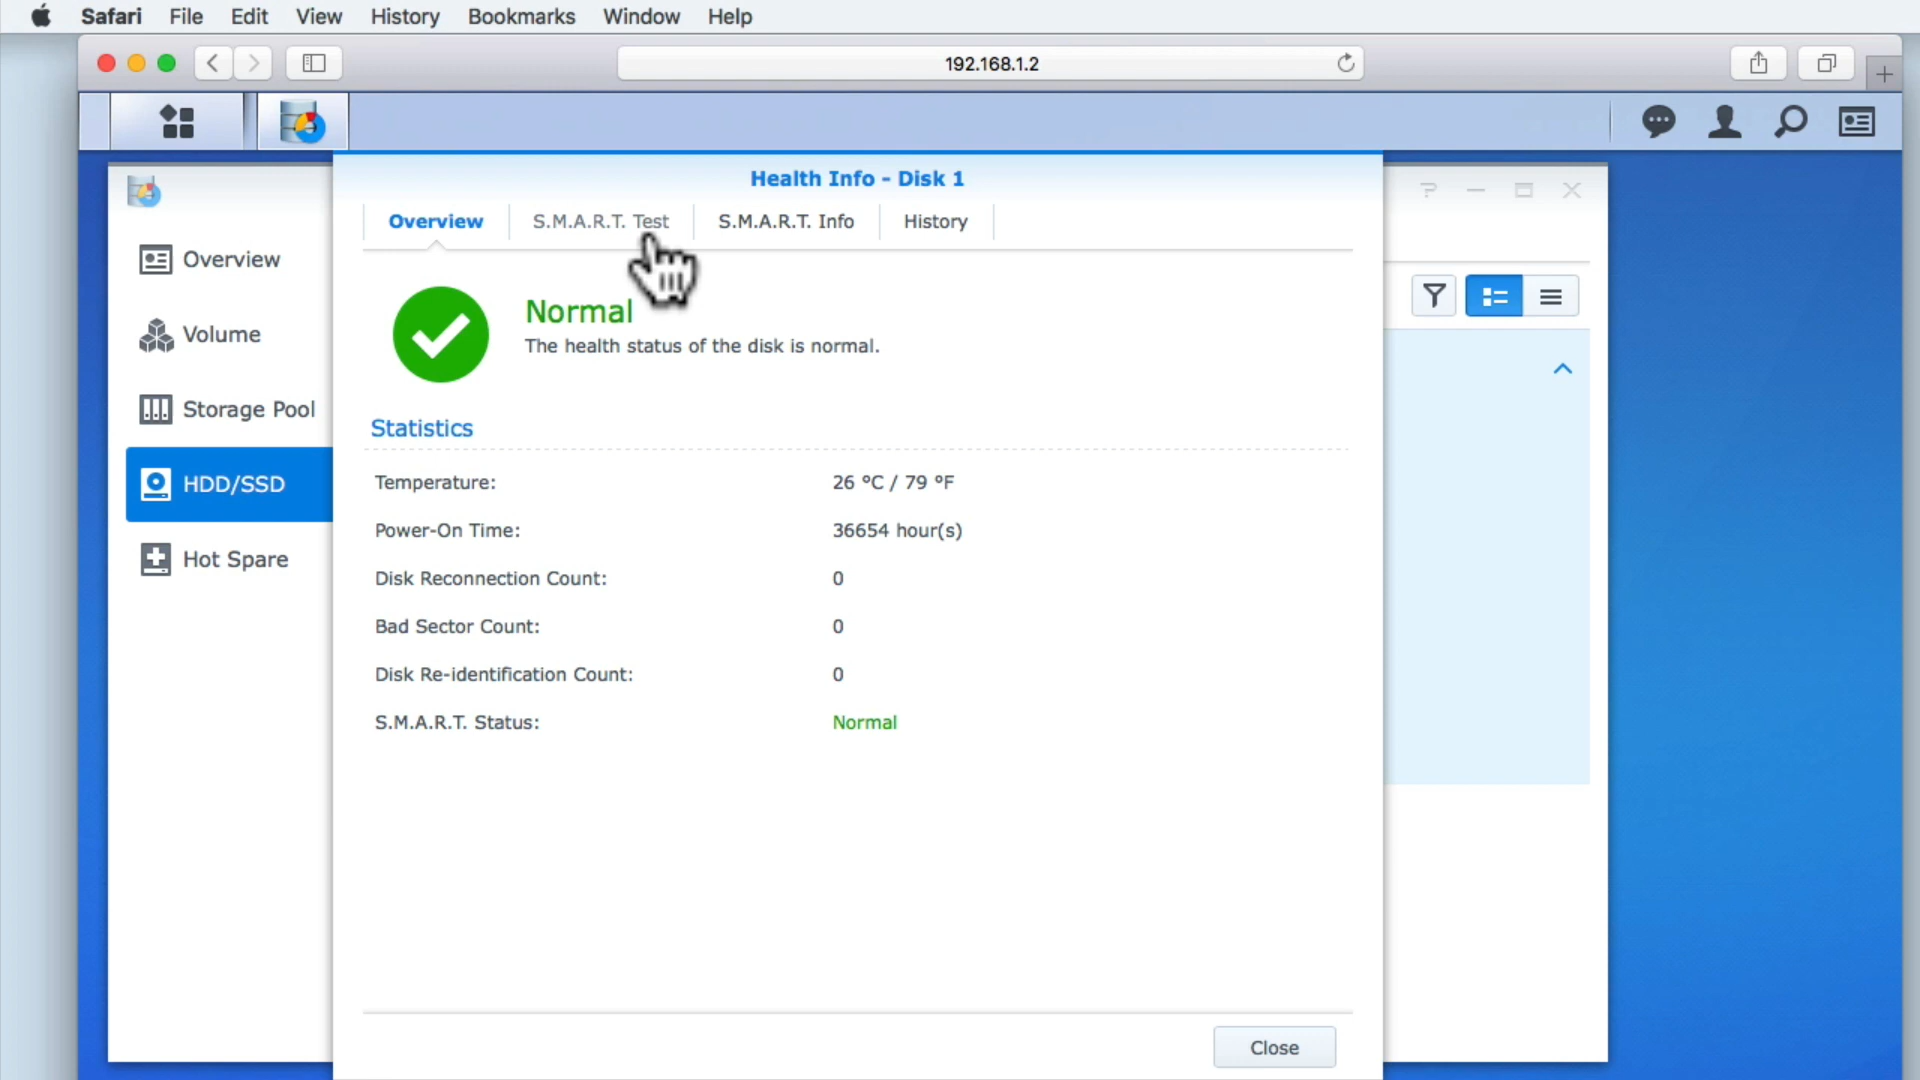 Safari File Edit View History Bookmarks Window Help
192.168.1.2
Health Info - Disk 1
Overview S.M.A.R.T. Test S.M.A.R.T. Info History
Overview
Volume
Storage Pool
HDD/SSD
Hot Spare
Normal
The health status of the disk is normal.
Statistics
Temperature: 26 °C / 79 °F
Power-On Time: 36654 hour(s)
Disk Reconnection Count: 0
Bad Sector Count: 0
Disk Re-identification Count: 0
S.M.A.R.T. Status: Normal
Close